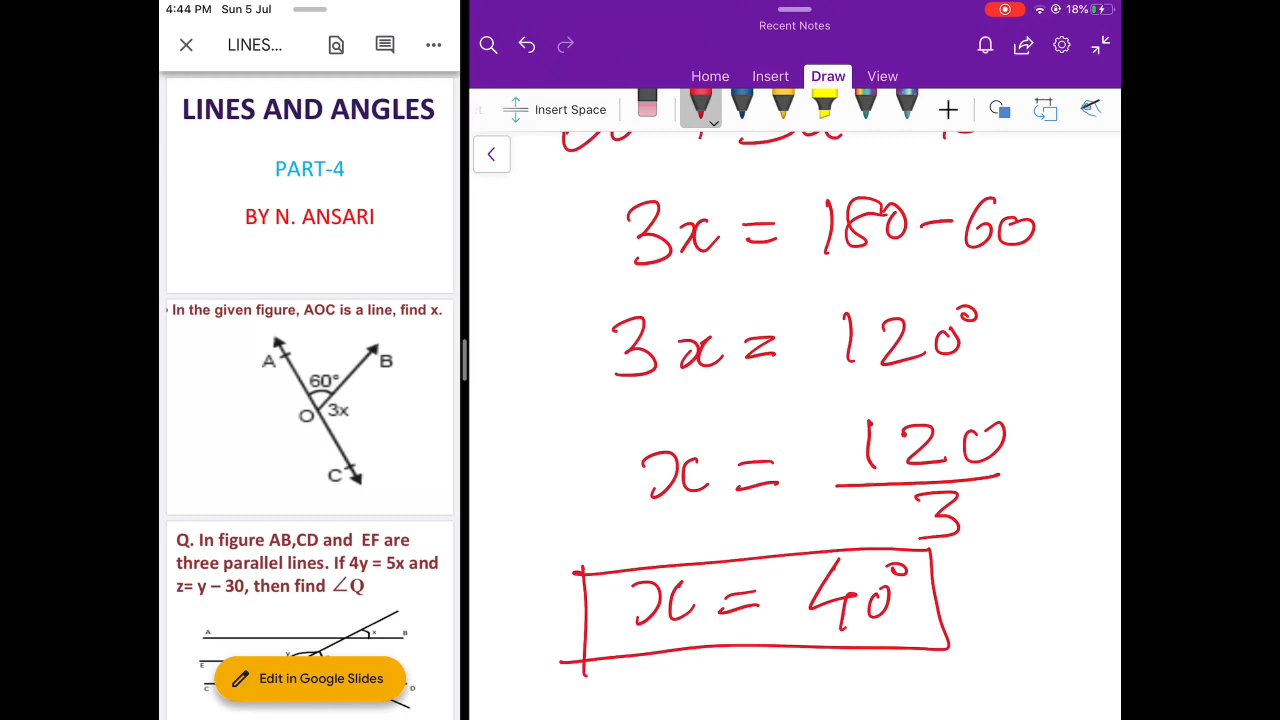 4:44 PM Sun 5 Jul
18%
LINES...
Recent Notes
Home Insert Draw View
Insert Space
LINES AND ANGLES
PART-4
BY N. ANSARI
In the given figure, AOC is a line, find x.
A
B
60°
O
3x
C
Q. In figure AB,CD and EF are
three parallel lines. If 4y = 5x and
z= y – 30, then find ∠Q
A
x
B
E
y
C
D
Edit in Google Slides
3x = 180 - 60
3x = 120°
x = 120
3
x = 40°